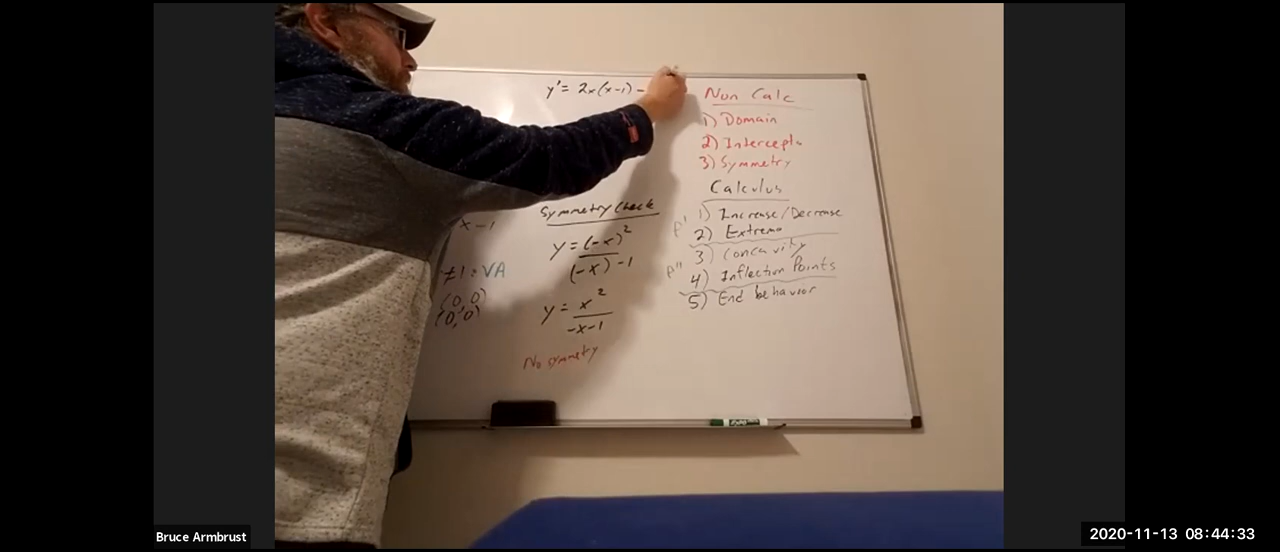 y' = 2x(x-1) -
Non Calc
1) Domain
2) Intercepts
3) Symmetry
Calculus
f' 1) Increase/Decrease
2) Extrema
f'' 3) Concavity
4) Inflection Points
5) End behavior
x-1
≠ 1 = VA
(0,0)
(0,0)
Symmetry Check
y = (-x)²
(-x) - 1
y = x²
-x-1
No symmetry
Bruce Armbrust
2020-11-13 08:44:33